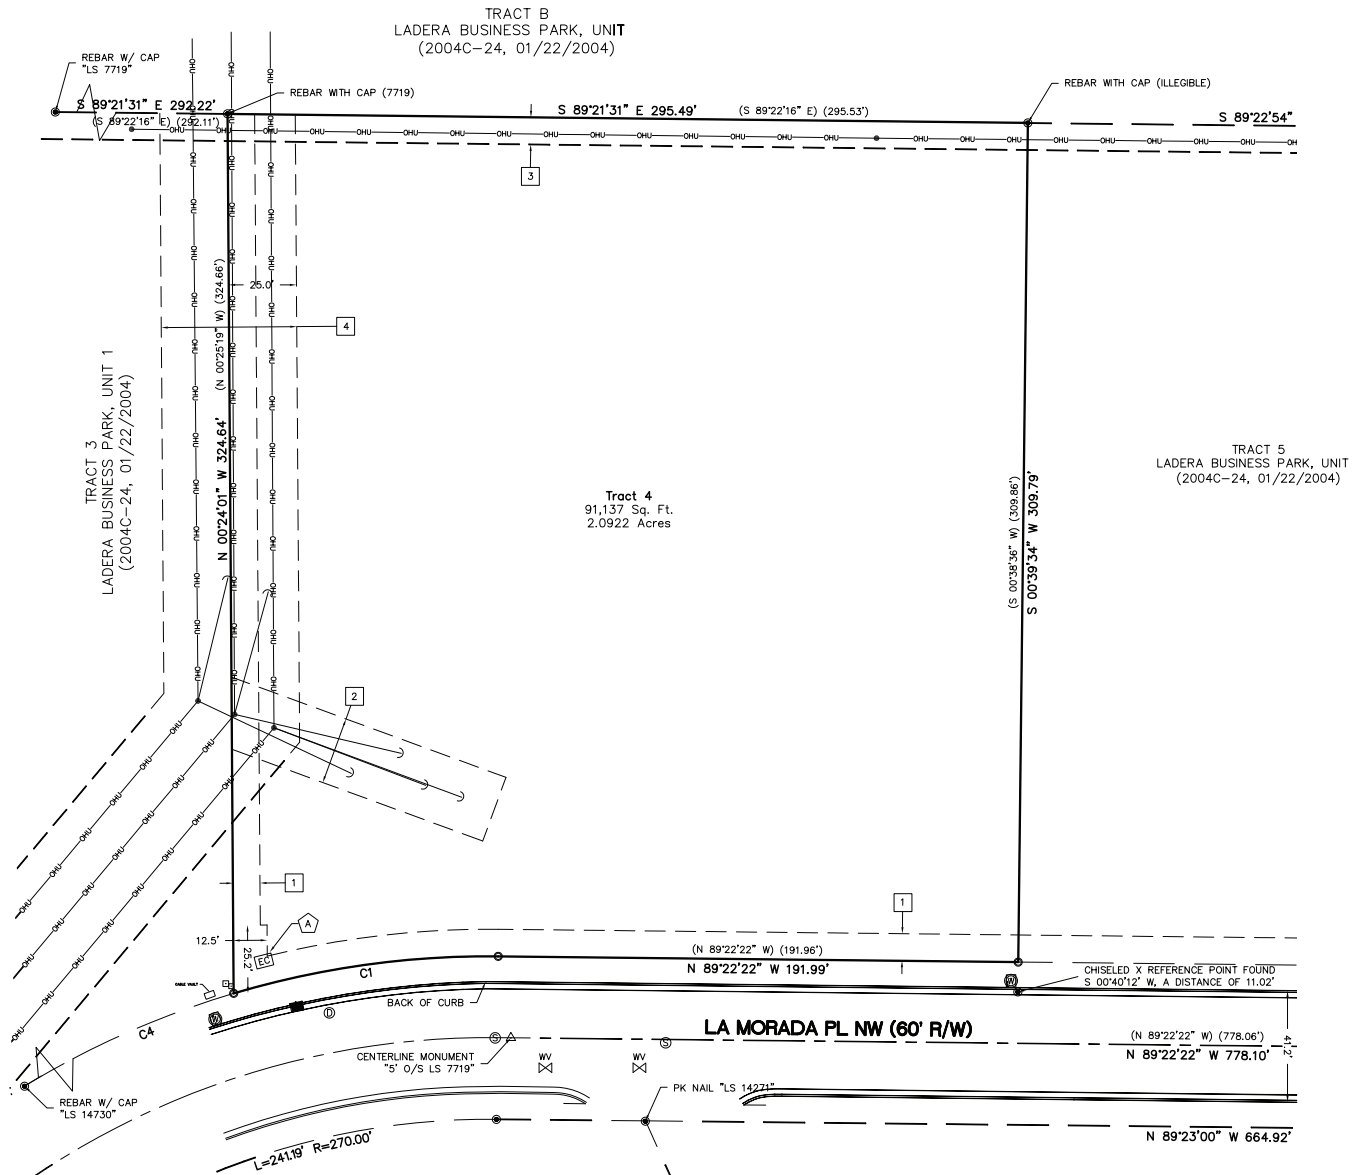 TRACT B
LADERA BUSINESS PARK, UNIT
(2004C-24, 01/22/2004)
REBAR W/ CAP
"LS 7719"
S 89°21'31" E 292.22'
(S 89°22'16" E) (292.11')
REBAR WITH CAP (7719)
S 89°21'31" E 295.49'
(S 89°22'16" E) (295.53')
REBAR WITH CAP (ILLEGIBLE)
S 89°22'54"
OHU
3
(N 00°25'19" W) (324.66')
25.0'
4
N 00°24'01" W 324.64'
TRACT 3
LADERA BUSINESS PARK, UNIT 1
(2004C-24, 01/22/2004)
Tract 4
91,137 Sq. Ft.
2.0922 Acres
(S 00°38'36" W) (309.86')
S 00°39'34" W 309.79'
TRACT 5
LADERA BUSINESS PARK, UNIT
(2004C-24, 01/22/2004)
2
1
1
A
12.5'
25.2'
EC
(N 89°22'22" W) (191.96')
N 89°22'22" W 191.99'
C1
CABLE VAULT
BACK OF CURB
CHISELED X REFERENCE POINT FOUND
S 00°40'12" W, A DISTANCE OF 11.02'
W
D
C4
LA MORADA PL NW (60' R/W)
(N 89°22'22" W) (778.06')
N 89°22'22" W 778.10'
41.2'
S
S
CENTERLINE MONUMENT
"5' O/S LS 7719"
WV
WV
PK NAIL "LS 14271"
REBAR W/ CAP
"LS 14730"
L=241.19' R=270.00'
N 89°23'00" W 664.92'